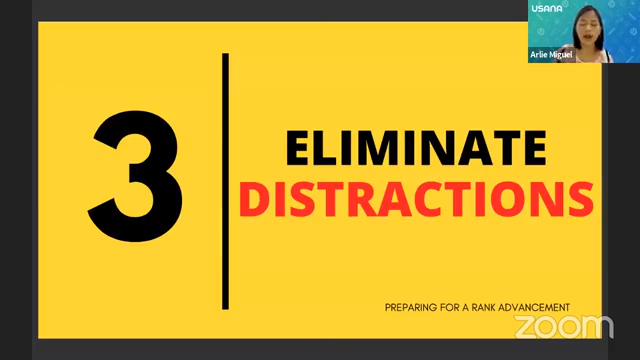 USANA
Arlie Miguel
3
ELIMINATE
DISTRACTIONS
PREPARING FOR A RANK ADVANCEMENT
zoom